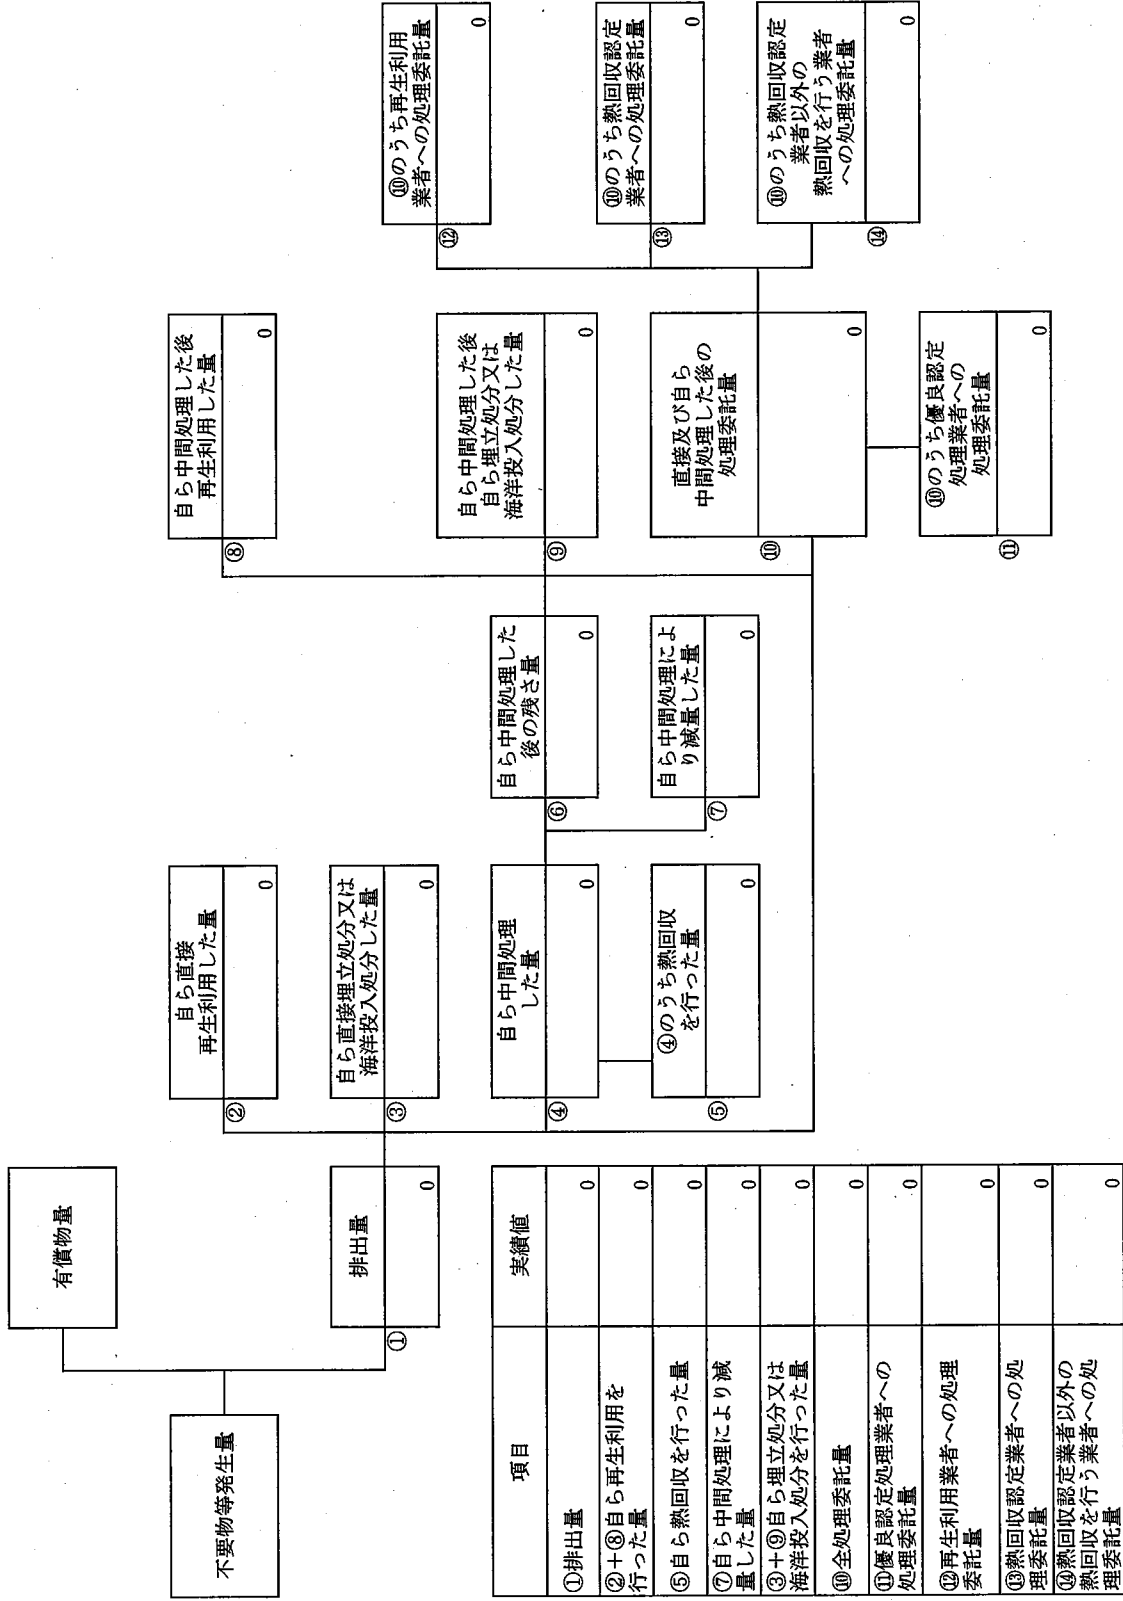 不要物等発生量
有償物量
排出量
①
0
自ら直接
再生利用した量
②
0
自ら直接埋立処分又は
海洋投入処分した量
③
0
自ら中間処理
した量
④
0
④のうち熱回収
を行った量
⑤
0
自ら中間処理した
後の残さ量
⑥
0
自ら中間処理によ
り減量した量
⑦
0
自ら中間処理した後
再生利用した量
⑧
0
自ら中間処理した後
自ら埋立処分又は
海洋投入処分した量
⑨
0
直接及び自ら
中間処理した後の
処理委託量
⑩
0
⑩のうち優良認定
処理業者への
処理委託量
⑪
0
⑩のうち再生利用
業者への処理委託量
⑫
0
⑩のうち熱回収認定
業者への処理委託量
⑬
0
⑩のうち熱回収認定
業者以外の
熱回収を行う業者
への処理委託量
⑭
0
項目 実績値
①排出量 0
②+⑧自ら再生利用を
行った量 0
⑤自ら熱回収を行った量 0
⑦自ら中間処理により減
量した量 0
③+⑨自ら埋立処分又は
海洋投入処分を行った量 0
⑩全処理委託量 0
⑪優良認定処理業者への
処理委託量 0
⑫再生利用業者への処理
委託量 0
⑬熱回収認定業者への処
理委託量 0
⑭熱回収認定業者以外の
熱回収を行う業者への処
理委託量 0